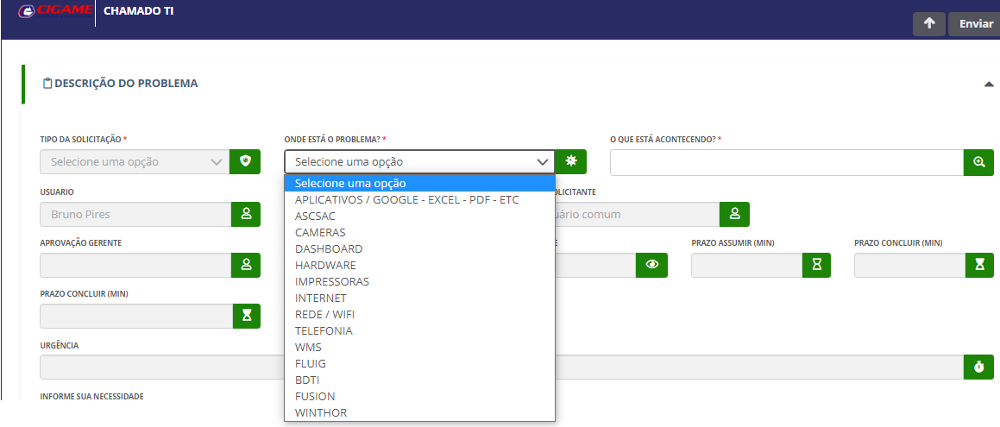 CIGAME
CHAMADO TI
Enviar
DESCRIÇÃO DO PROBLEMA
TIPO DA SOLICITAÇÃO *
ONDE ESTÁ O PROBLEMA? *
O QUE ESTÁ ACONTECENDO? *
Selecione uma opção
Selecione uma opção
Selecione uma opção
APLICATIVOS / GOOGLE - EXCEL - PDF - ETC
ASCSAC
CAMERAS
DASHBOARD
HARDWARE
IMPRESSORAS
INTERNET
REDE / WIFI
TELEFONIA
WMS
FLUIG
BDTI
FUSION
WINTHOR
USUARIO
OLICITANTE
Bruno Pires
uário comum
APROVAÇÃO GERENTE
E
PRAZO ASSUMIR (MIN)
PRAZO CONCLUIR (MIN)
PRAZO CONCLUIR (MIN)
URGÊNCIA
INFORME SUA NECESSIDADE